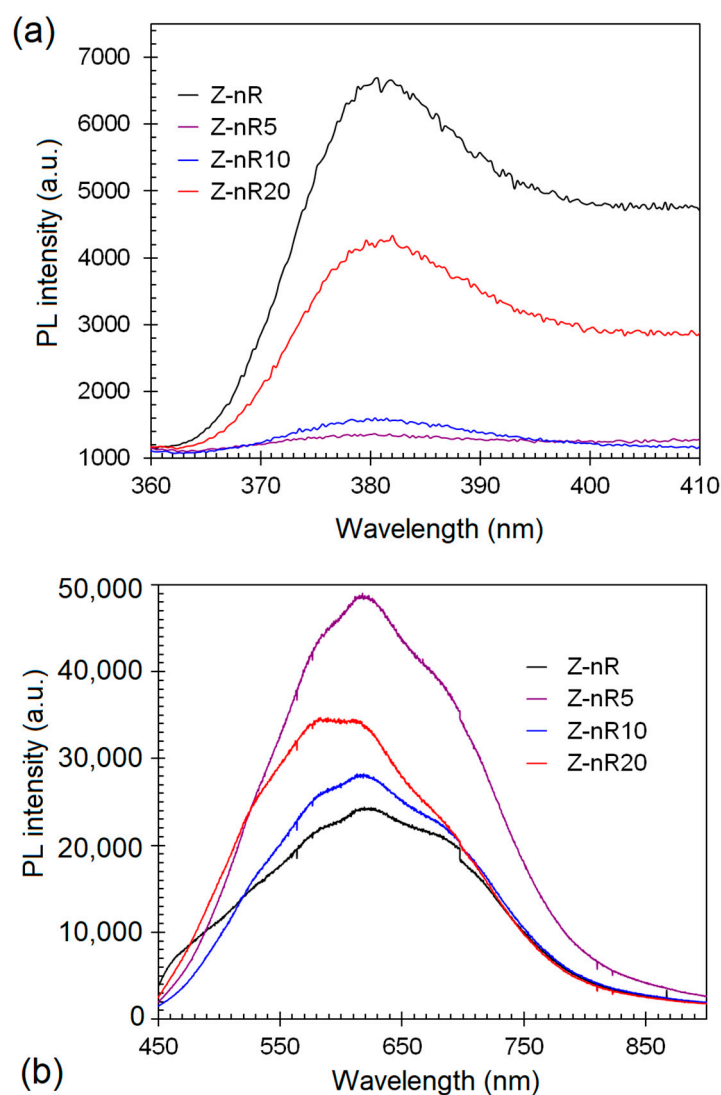 (a)
7000
6000
5000
4000
3000
2000
1000
PL intensity (a.u.)
Z-nR
Z-nR5
Z-nR10
Z-nR20
360 370 380 390 400 410
Wavelength (nm)
50,000
40,000
30,000
20,000
10,000
0
PL intensity (a.u.)
Z-nR
Z-nR5
Z-nR10
Z-nR20
450 550 650 750 850
Wavelength (nm)
(b)